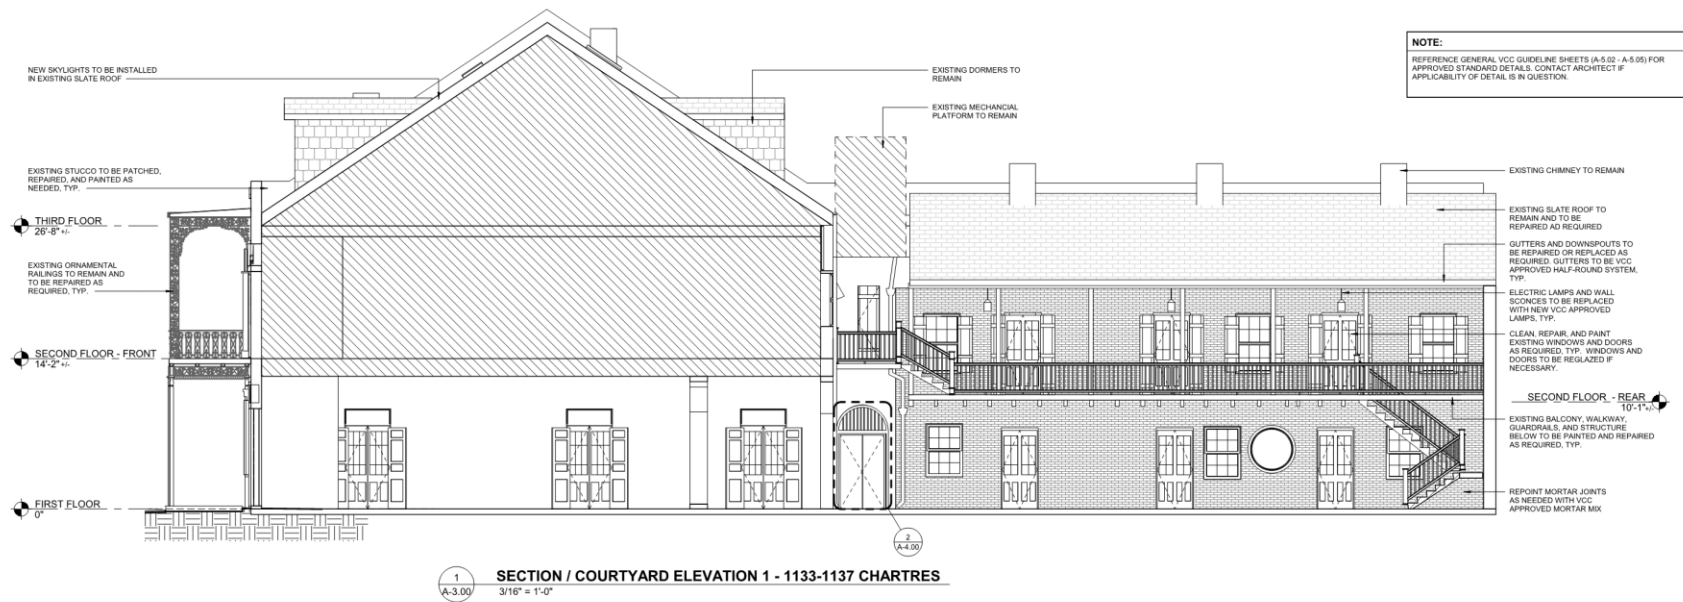 NEW SKYLIGHTS TO BE INSTALLED
IN EXISTING SLATE ROOF
EXISTING STUCCO TO BE PATCHED,
REPAIRED, AND PAINTED AS
NEEDED, TYP.
THIRD FLOOR
26'-8" +/-
EXISTING ORNAMENTAL
RAILINGS TO REMAIN AND
TO BE REPAIRED AS
REQUIRED, TYP.
SECOND FLOOR - FRONT
14'-2" +/-
FIRST FLOOR
0"
EXISTING DORMERS TO
REMAIN
EXISTING MECHANCIAL
PLATFORM TO REMAIN
NOTE:
REFERENCE GENERAL VCC GUIDELINE SHEETS (A-5.02 - A-5.05) FOR
APPROVED STANDARD DETAILS. CONTACT ARCHITECT IF
APPLICABILITY OF DETAIL IS IN QUESTION.
EXISTING CHIMNEY TO REMAIN
EXISTING SLATE ROOF TO
REMAIN AND TO BE
REPAIRED AD REQUIRED
GUTTERS AND DOWNSPOUTS TO
BE REPAIRED OR REPLACED AS
REQUIRED. GUTTERS TO BE VCC
APPROVED HALF-ROUND SYSTEM,
TYP.
ELECTRIC LAMPS AND WALL
SCONCES TO BE REPLACED
WITH NEW VCC APPROVED
LAMPS, TYP.
CLEAN, REPAIR, AND PAINT
EXISTING WINDOWS AND DOORS
AS REQUIRED, TYP. WINDOWS AND
DOORS TO BE REGLAZED IF
NECESSARY.
SECOND FLOOR - REAR
10'-1" +/-
EXISTING BALCONY, WALKWAY,
GUARDRAILS, AND STRUCTURE
BELOW TO BE PAINTED AND REPAIRED
AS REQUIRED, TYP.
REPOINT MORTAR JOINTS
AS NEEDED WITH VCC
APPROVED MORTAR MIX
2
A-4.00
1
A-3.00
SECTION / COURTYARD ELEVATION 1 - 1133-1137 CHARTRES
3/16" = 1'-0"